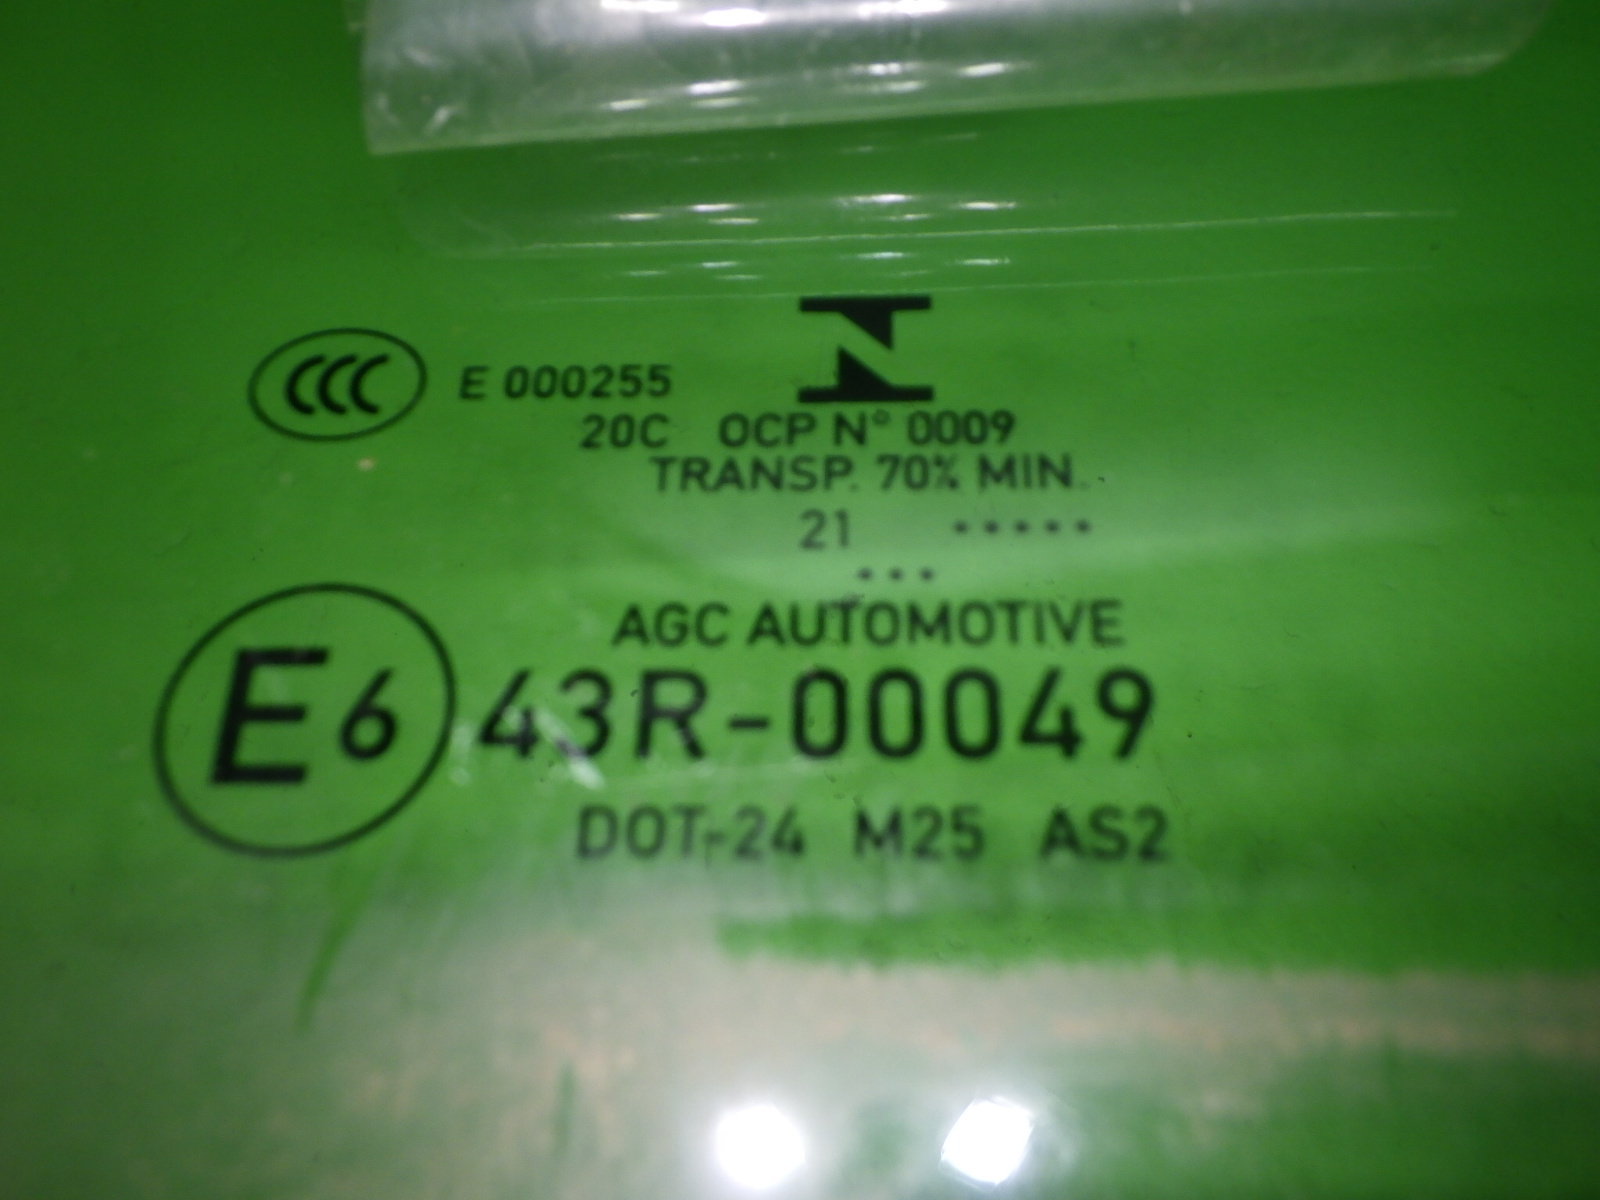 CCC E 000255
20C OCP N° 0009
TRANSP. 70% MIN.
21 .....
...
AGC AUTOMOTIVE
E6 43R-00049
DOT-24 M25 AS2